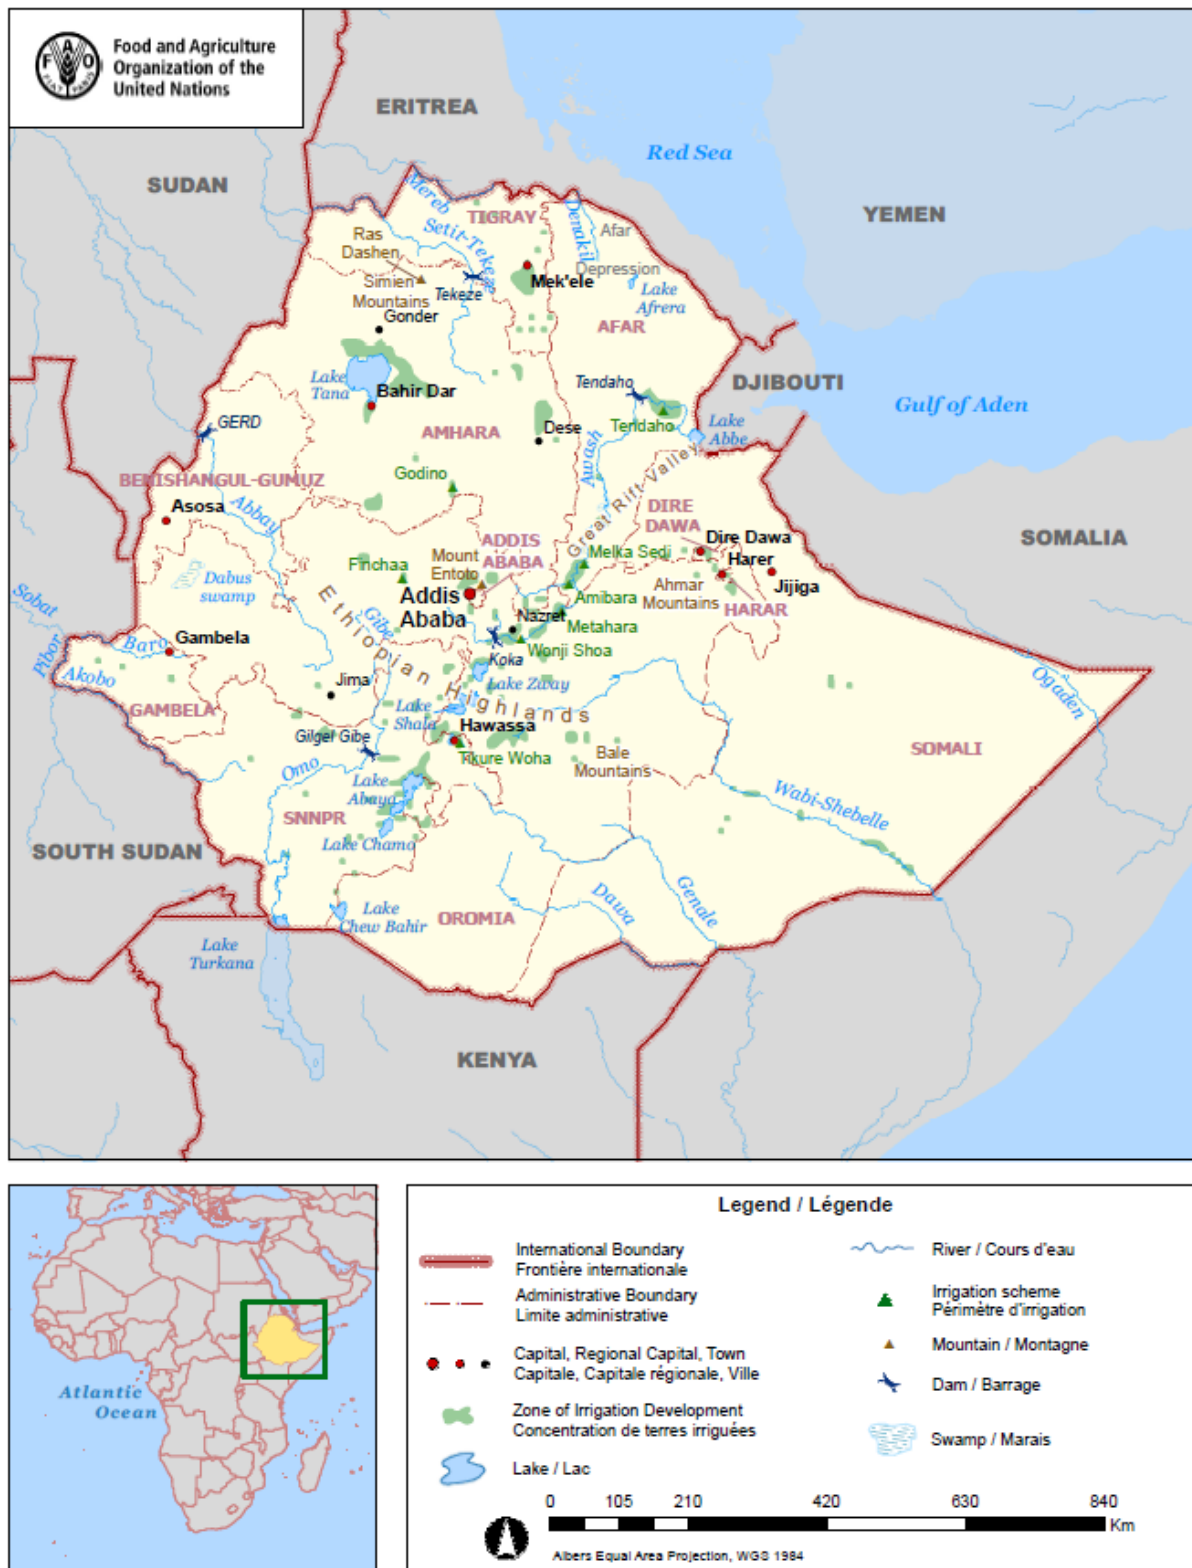 Food and Agriculture
Organization of the
United Nations
F A O
FIAT PANIS
ERITREA
Red Sea
SUDAN
YEMEN
Mereb
TIGRAY
Denakil
Setit-Tekeze
Afar
Depression
Ras
Dashen
Simien
Mountains
Tekeze
Mek'ele
Lake
Afrera
Gonder
AFAR
Lake
Tana
Bahir Dar
Tendaho
DJIBOUTI
Gulf of Aden
GERD
AMHARA
Dese
Tendaho
Lake
Abbe
Awash
Godino
BENISHANGUL-GUMUZ
Great Rift Valley
Asosa
Abbay
DIRE
DAWA
ADDIS
ABABA
Dire Dawa
SOMALIA
Mount
Entoto
Melka Sedi
Harer
Finchaa
Dabus
swamp
Ahmar
Mountains
Jijiga
Addis
Ababa
Amibara
HARAR
Sobat
Ethiopian Highlands
Gibe
Nazret
Metahara
Gambela
Baro
Wonji Shoa
Pibor
Koka
Akobo
Jima
Lake Zway
Ogaden
GAMBELA
Lake
Shala
Hawassa
Gilgel Gibe
SOMALI
Tikure Woha
Bale
Mountains
Omo
Lake
Abaya
Wabi-Shebelle
SNNPR
Lake Chamo
SOUTH SUDAN
Dawa
Genale
Lake
Chew Bahir
OROMIA
Lake
Turkana
KENYA
Atlantic
Ocean
Legend / Légende
International Boundary
Frontière internationale
Administrative Boundary
Limite administrative
Capital, Regional Capital, Town
Capitale, Capitale régionale, Ville
Zone of Irrigation Development
Concentration de terres irriguées
Lake / Lac
River / Cours d'eau
Irrigation scheme
Périmètre d'irrigation
Mountain / Montagne
Dam / Barrage
Swamp / Marais
0 105 210 420 630 840
Km
Albers Equal Area Projection, WGS 1984